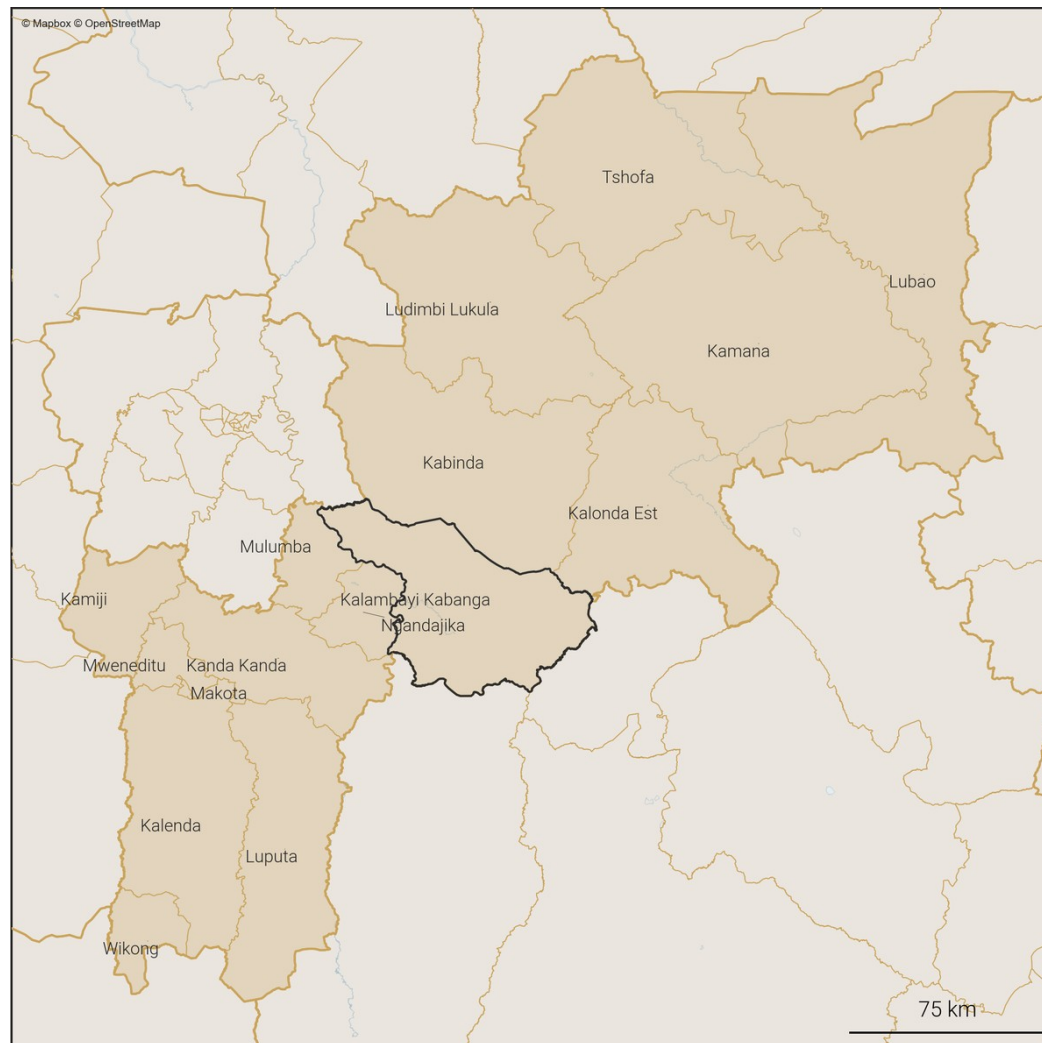 © Mapbox © OpenStreetMap
Tshofa
Lubao
Ludimbi Lukula
Kamana
Kabinda
Kalonda Est
Mulumba
Kamiji
Kalambayi Kabanga
Ngandajika
Mweneditu
Kanda Kanda
Makota
Kalenda
Luputa
Wikong
75 km